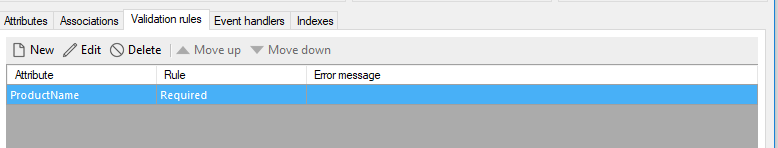 Attributes Associations Validation rules Event handlers Indexes
New Edit Delete Move up Move down
Attribute Rule Error message
ProductName Required